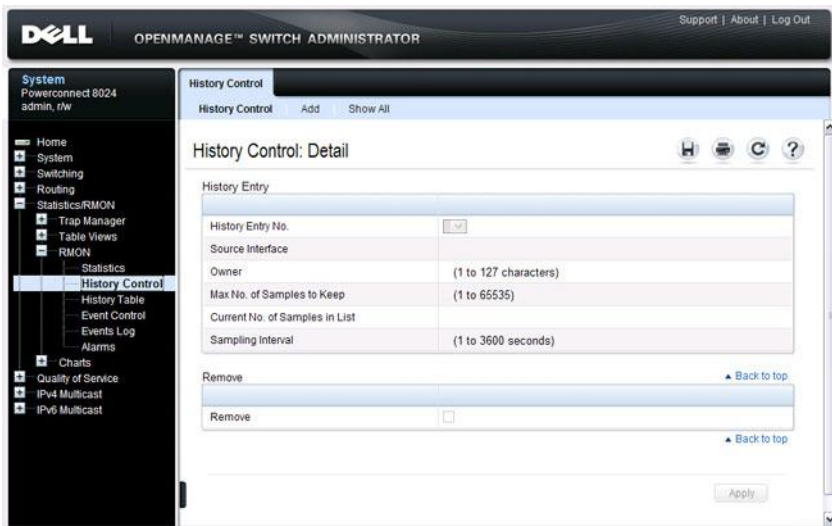 Support | About | Log Out
DELL OPENMANAGE™ SWITCH ADMINISTRATOR
System
Powerconnect 8024
admin, r/w
Home
System
Switching
Routing
Statistics/RMON
Trap Manager
Table Views
RMON
Statistics
History Control
History Table
Event Control
Events Log
Alarms
Charts
Quality of Service
IPv4 Multicast
IPv6 Multicast
History Control
History Control Add Show All
History Control: Detail
History Entry
History Entry No.
Source Interface
Owner (1 to 127 characters)
Max No. of Samples to Keep (1 to 65535)
Current No. of Samples in List
Sampling Interval (1 to 3600 seconds)
Remove Back to top
Remove
Back to top
Apply